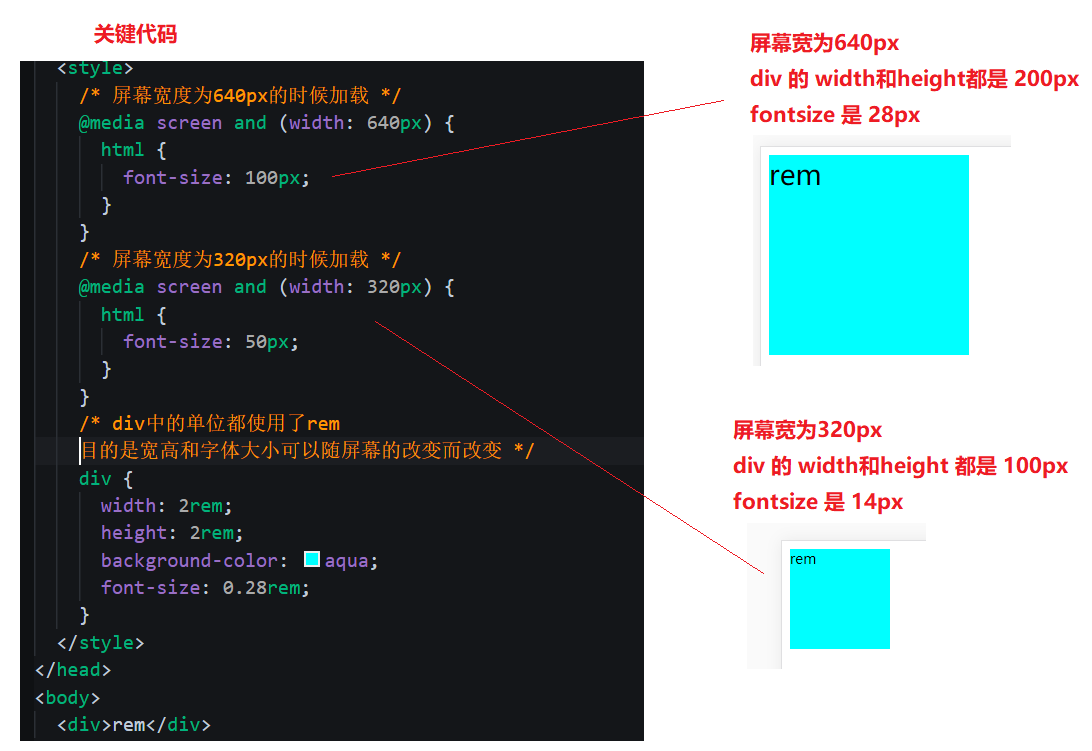 关键代码
<style>
/* 屏幕宽度为640px的时候加载 */
@media screen and (width: 640px) {
html {
font-size: 100px;
}
}
/* 屏幕宽度为320px的时候加载 */
@media screen and (width: 320px) {
html {
font-size: 50px;
}
}
/* div中的单位都使用了rem
目的是宽高和字体大小可以随屏幕的改变而改变 */
div {
width: 2rem;
height: 2rem;
background-color: aqua;
font-size: 0.28rem;
}
</style>
</head>
<body>
<div>rem</div>
屏幕宽为640px
div 的 width和height都是 200px
fontsize 是 28px
rem
屏幕宽为320px
div 的 width和height 都是 100px
fontsize 是 14px
rem